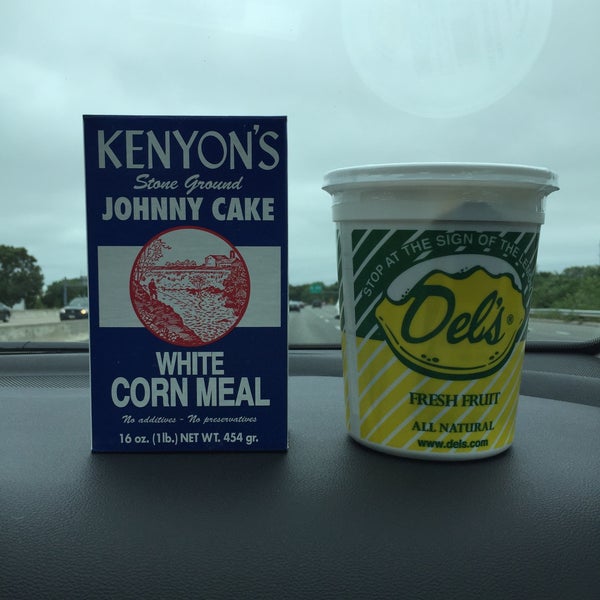 KENYON'S
Stone Ground
JOHNNY CAKE
WHITE
CORN MEAL
No additives - No preservatives
16 oz. (1lb.) NET WT. 454 gr.
STOP AT THE SIGN OF THE
Del's®
FRESH FRUIT
ALL NATURAL
www.dels.com